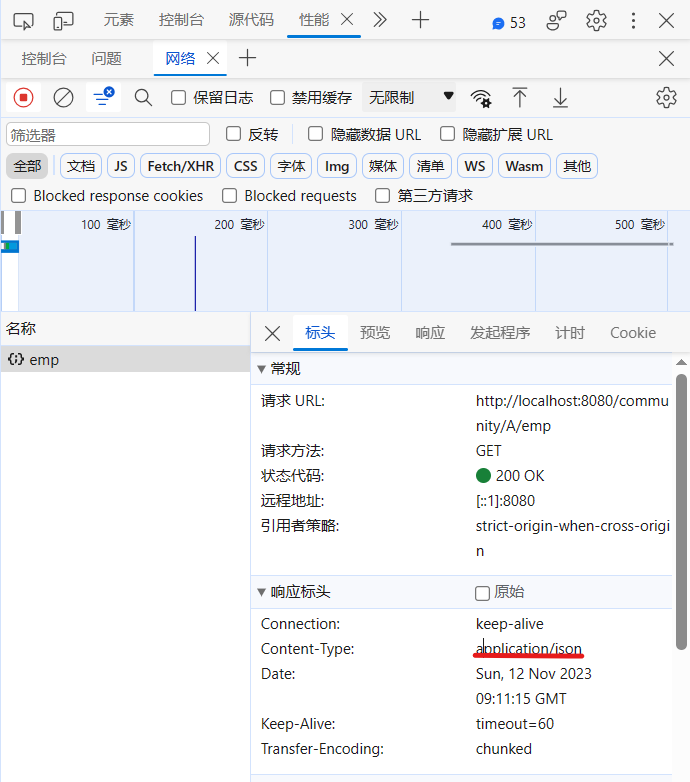 元素 控制台 源代码 性能 53
控制台 问题 网络
保留日志 禁用缓存 无限制
筛选器 反转 隐藏数据 URL 隐藏扩展 URL
全部 文档 JS Fetch/XHR CSS 字体 Img 媒体 清单 WS Wasm 其他
Blocked response cookies Blocked requests 第三方请求
100 毫秒 200 毫秒 300 毫秒 400 毫秒 500 毫秒
名称
emp
标头 预览 响应 发起程序 计时 Cookie
常规
请求 URL: http://localhost:8080/commu
nity/A/emp
请求方法: GET
状态代码: 200 OK
远程地址: [::1]:8080
引用者策略: strict-origin-when-cross-origi
n
响应标头 原始
Connection: keep-alive
Content-Type: application/json
Date: Sun, 12 Nov 2023
09:11:15 GMT
Keep-Alive: timeout=60
Transfer-Encoding: chunked